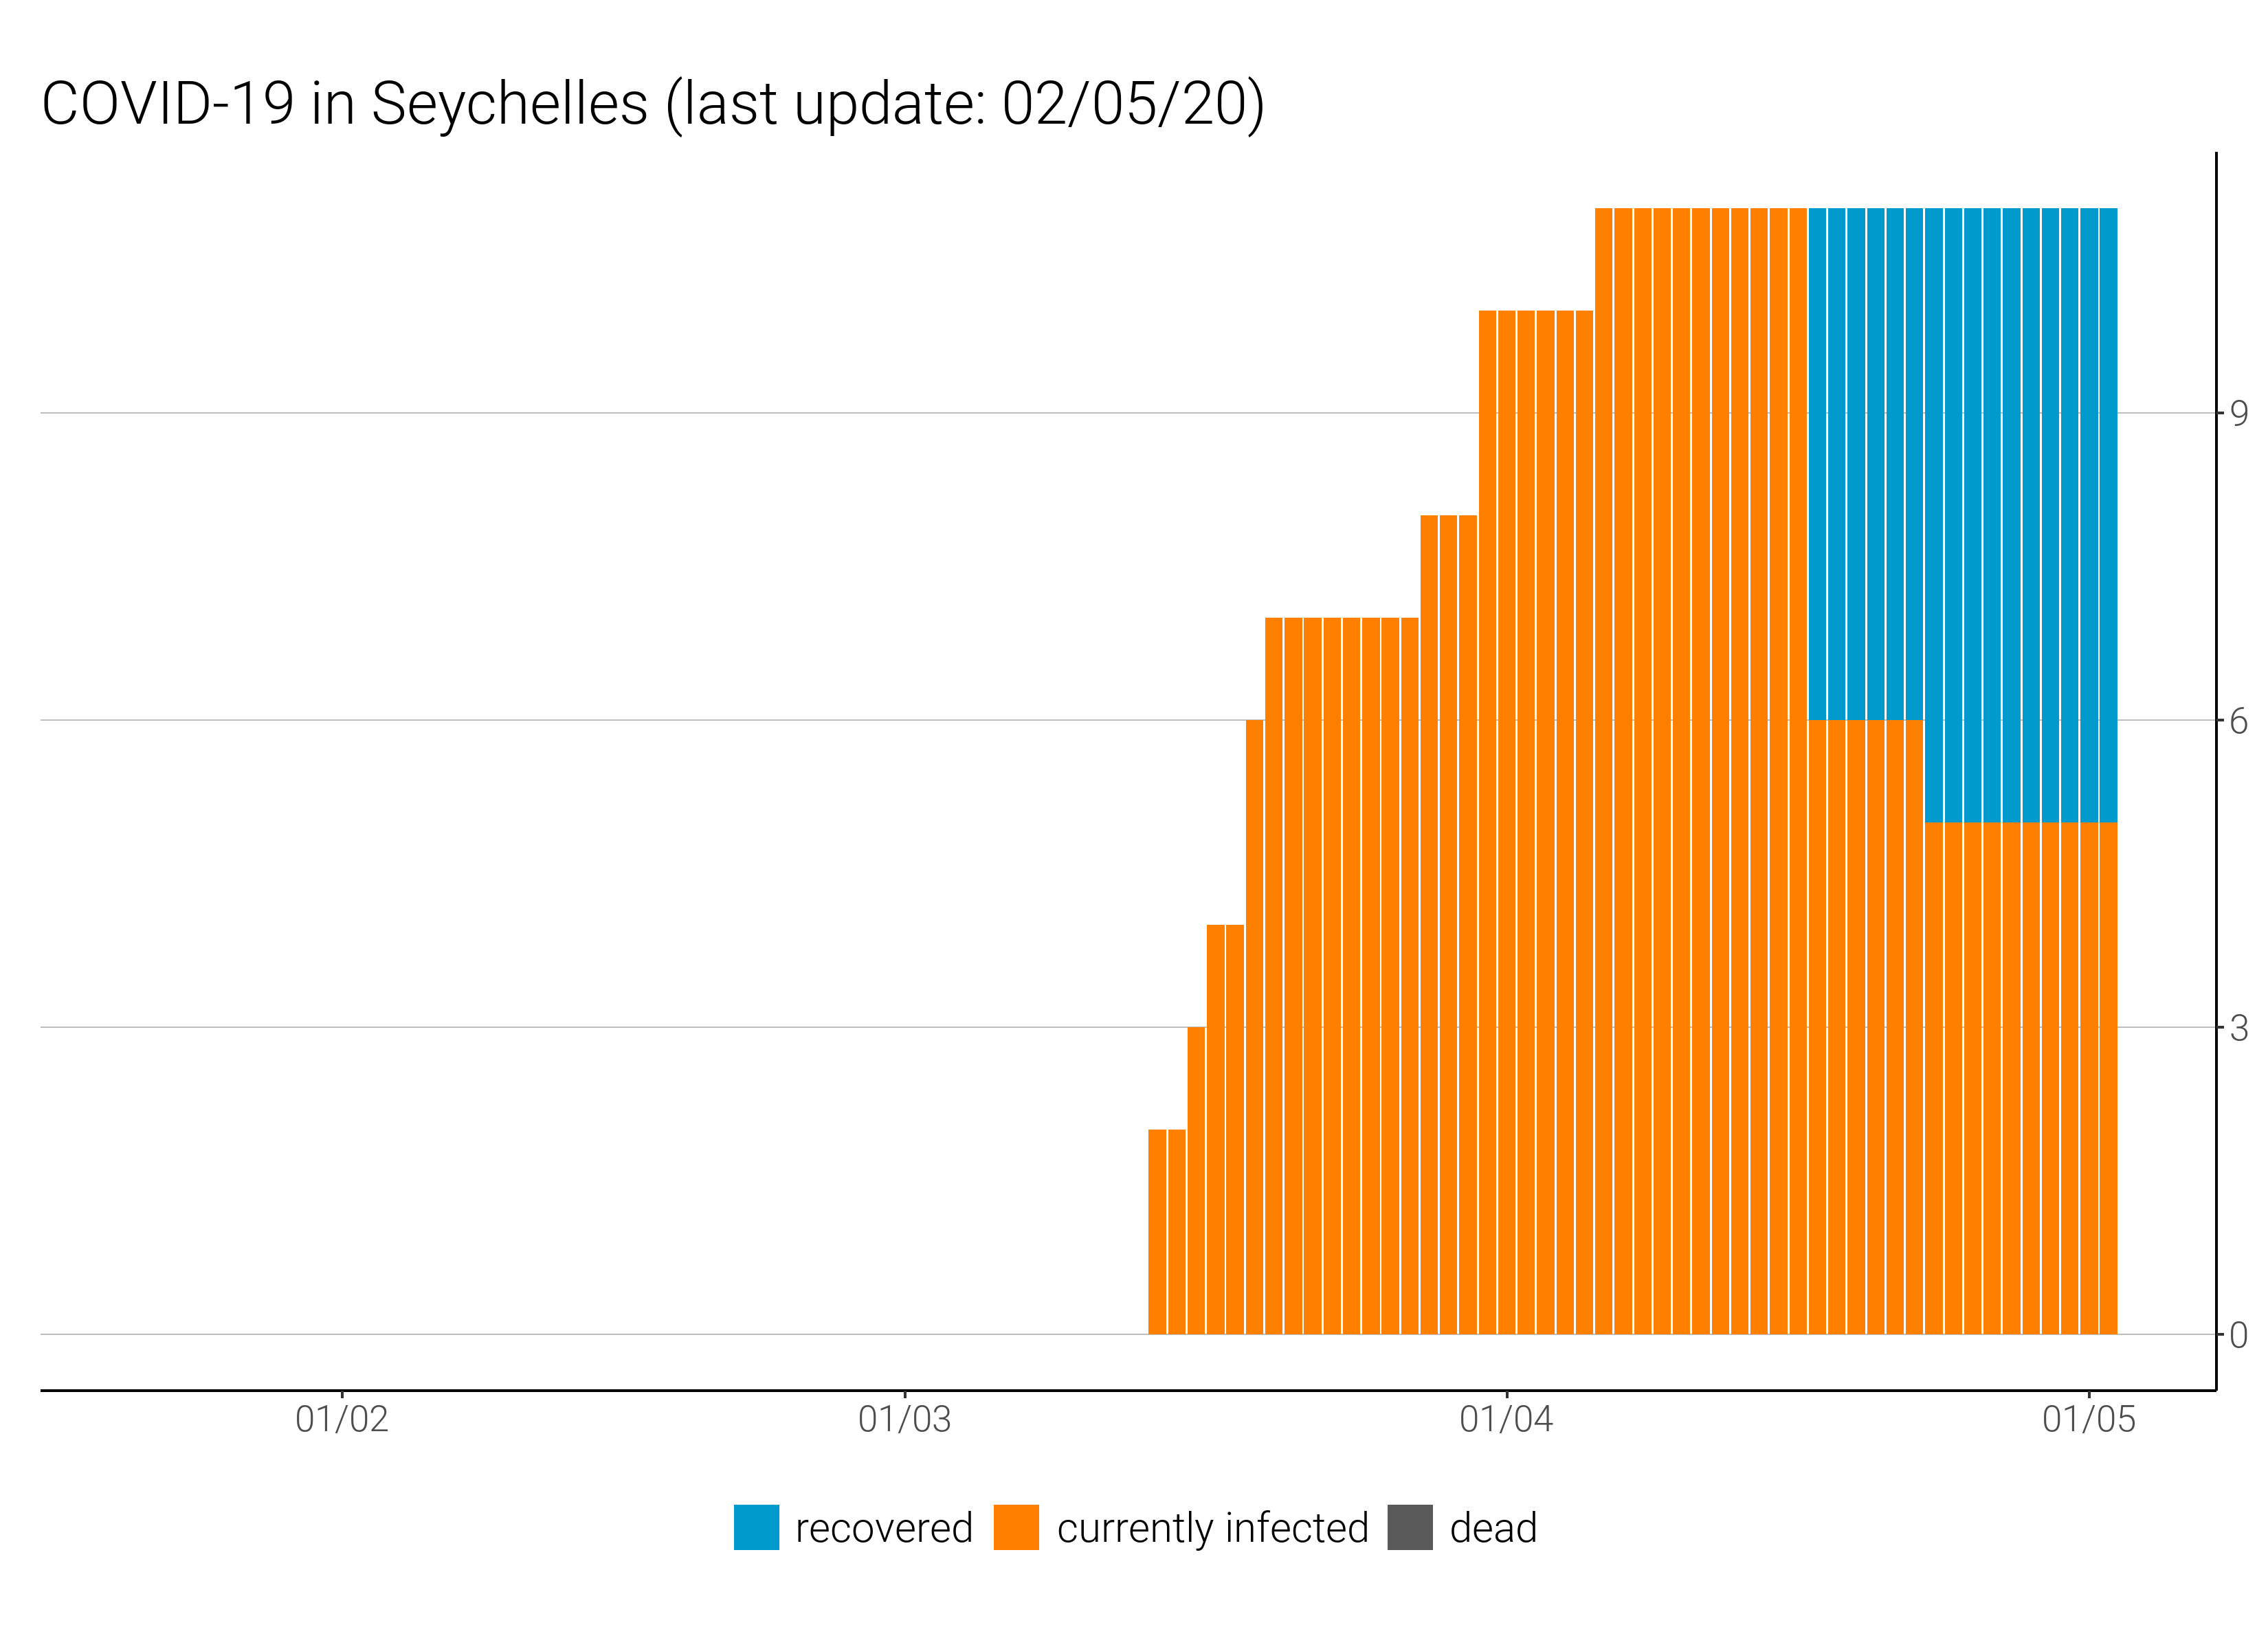 COVID-19 in Seychelles (last update: 02/05/20)
9
6
3
0
01/02 01/03 01/04 01/05
recovered currently infected dead